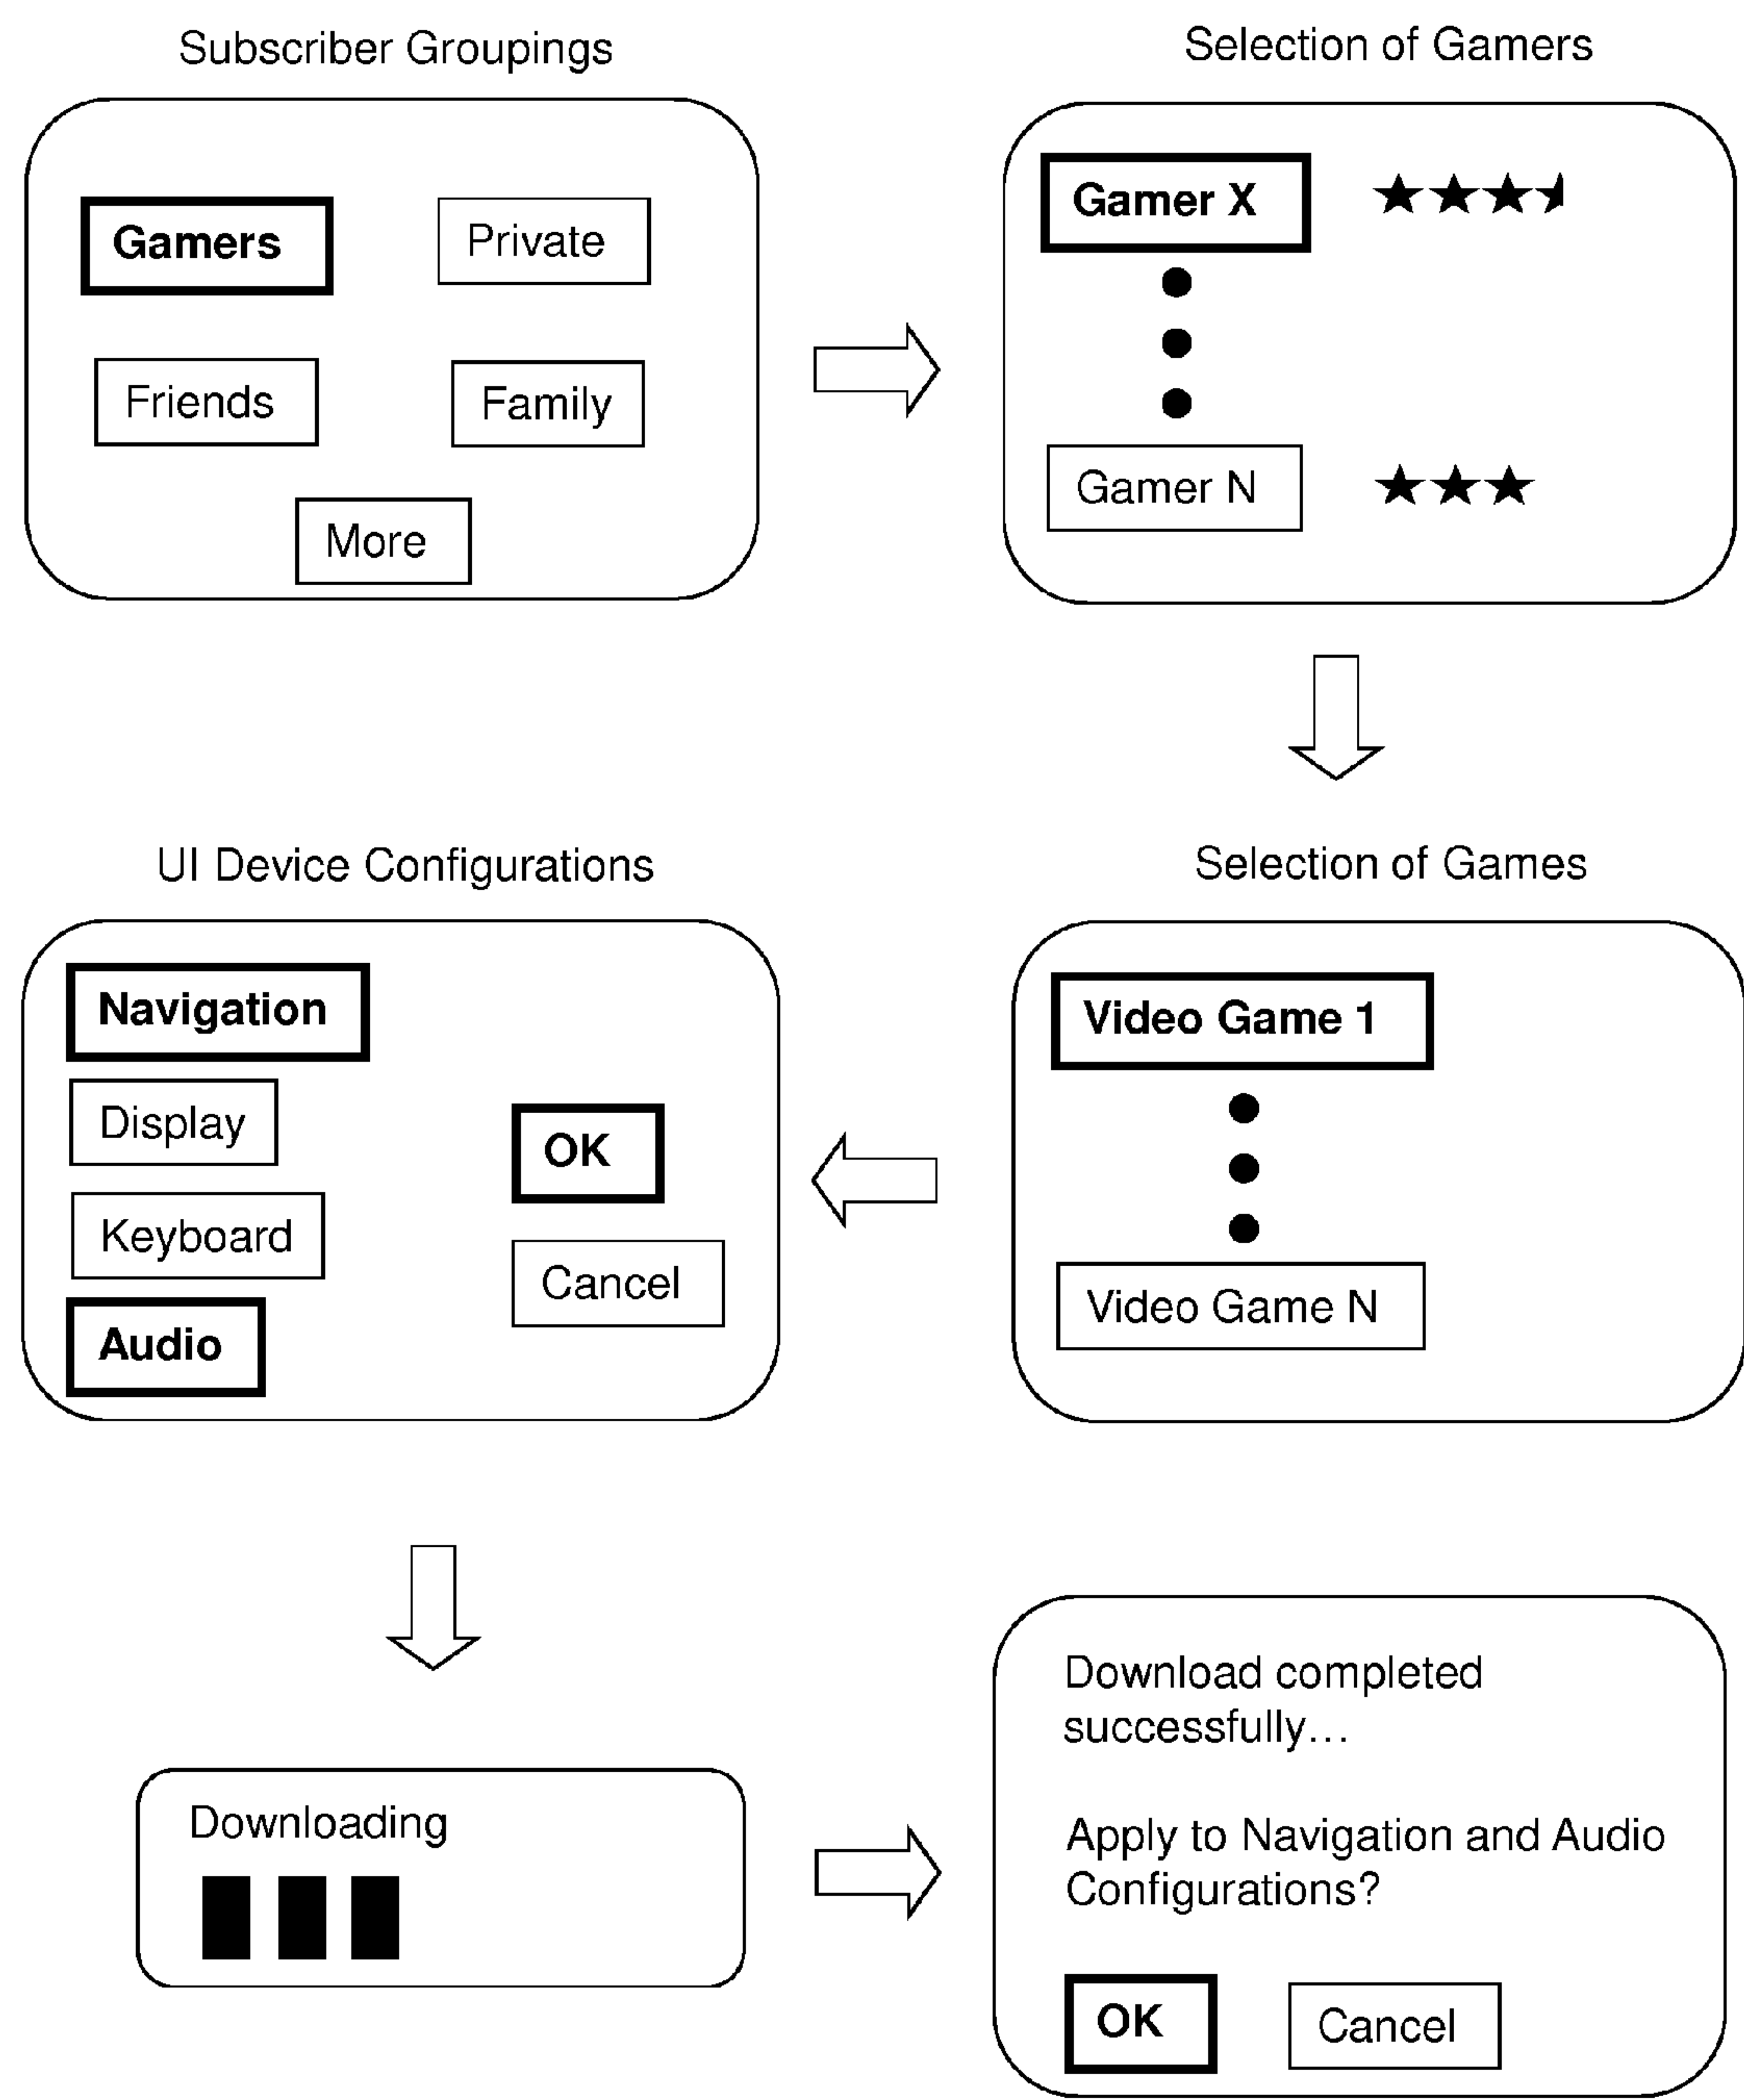 Subscriber Groupings
Gamers
Private
Friends
Family
More
Selection of Gamers
Gamer X
Gamer N
Selection of Games
Video Game 1
Video Game N
UI Device Configurations
Navigation
Display
Keyboard
Audio
OK
Cancel
Downloading
Download completed
successfully...
Apply to Navigation and Audio
Configurations?
OK
Cancel